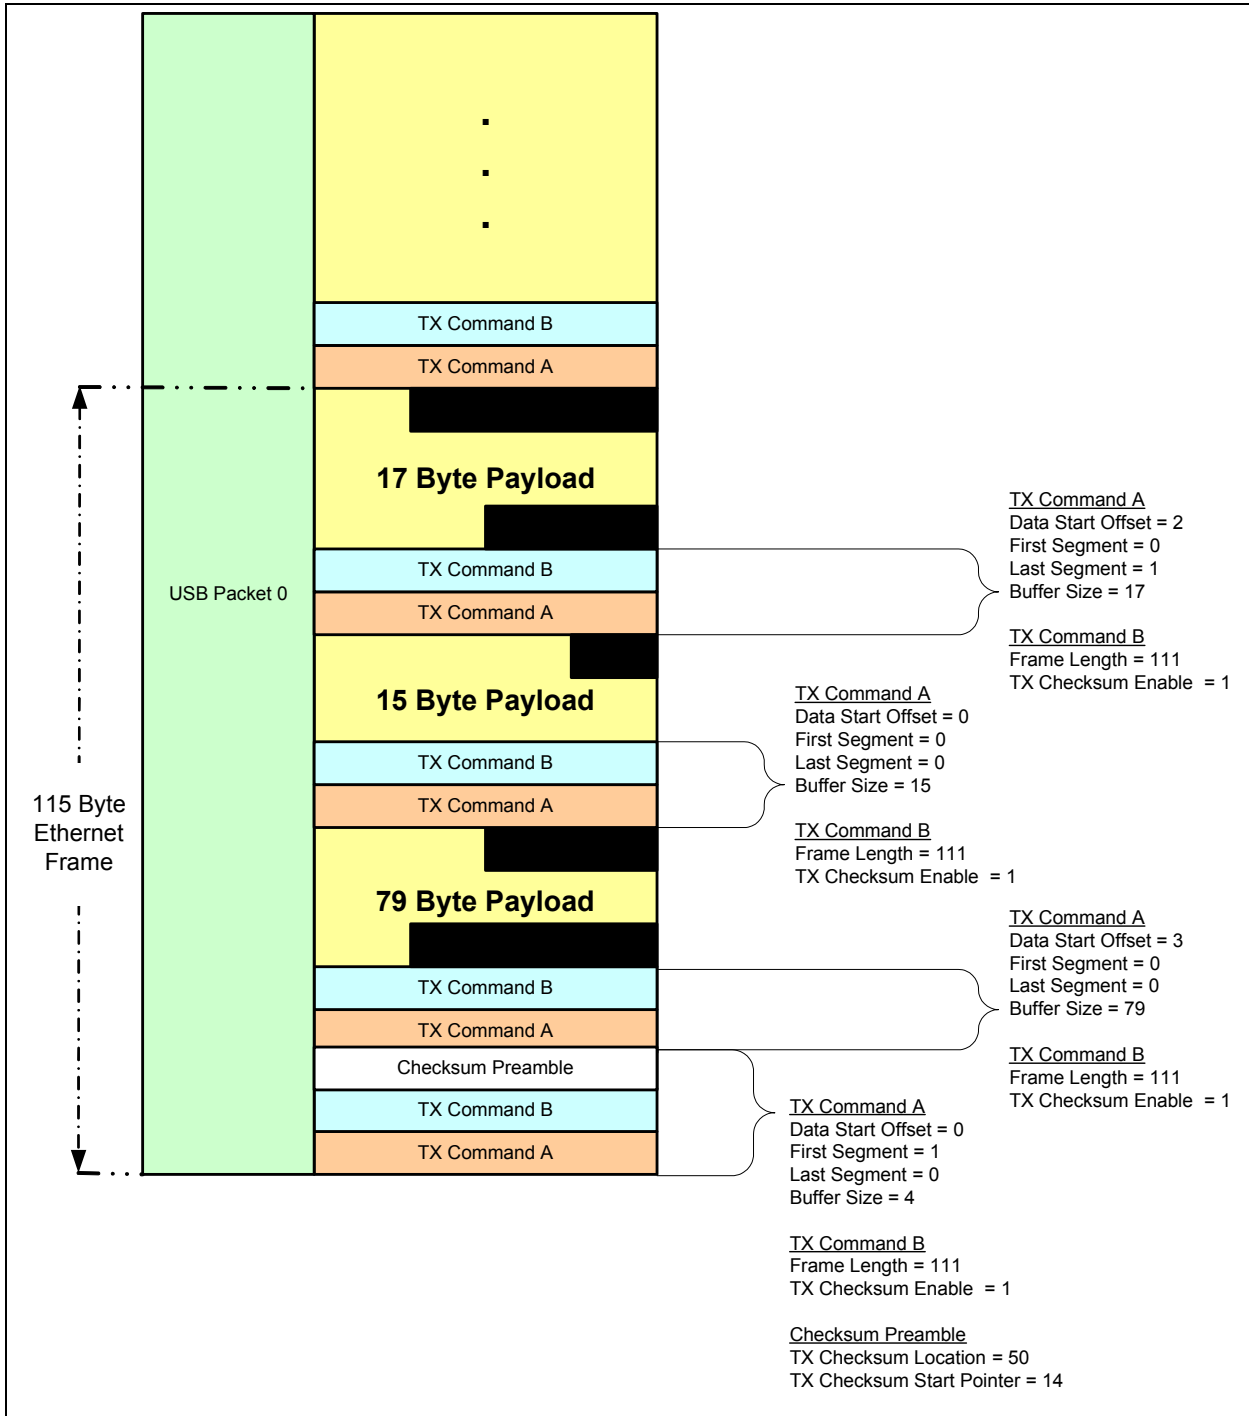 TX Command B
TX Command A
17 Byte Payload
TX Command B
TX Command A
15 Byte Payload
TX Command B
TX Command A
79 Byte Payload
TX Command B
TX Command A
Checksum Preamble
TX Command B
TX Command A
USB Packet 0
115 Byte
Ethernet
Frame
TX Command A
Data Start Offset = 2
First Segment = 0
Last Segment = 1
Buffer Size = 17
TX Command B
Frame Length = 111
TX Checksum Enable = 1
TX Command A
Data Start Offset = 0
First Segment = 0
Last Segment = 0
Buffer Size = 15
TX Command B
Frame Length = 111
TX Checksum Enable = 1
TX Command A
Data Start Offset = 3
First Segment = 0
Last Segment = 0
Buffer Size = 79
TX Command B
Frame Length = 111
TX Checksum Enable = 1
TX Command A
Data Start Offset = 0
First Segment = 1
Last Segment = 0
Buffer Size = 4
TX Command B
Frame Length = 111
TX Checksum Enable = 1
Checksum Preamble
TX Checksum Location = 50
TX Checksum Start Pointer = 14